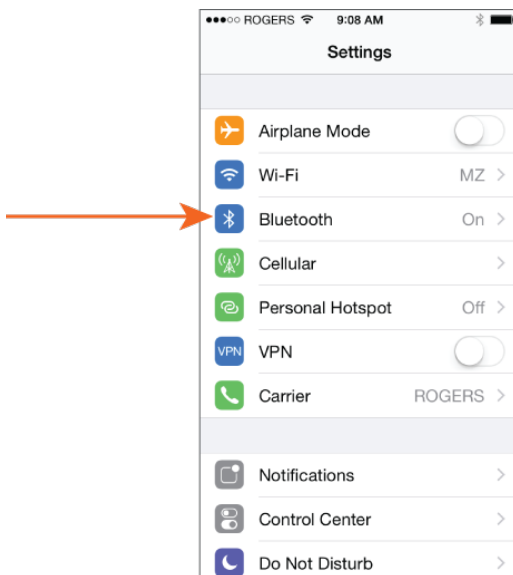 ROGERS 9:08 AM
Settings
Airplane Mode
Wi-Fi MZ
Bluetooth On
Cellular
Personal Hotspot Off
VPN VPN
Carrier ROGERS
Notifications
Control Center
Do Not Disturb